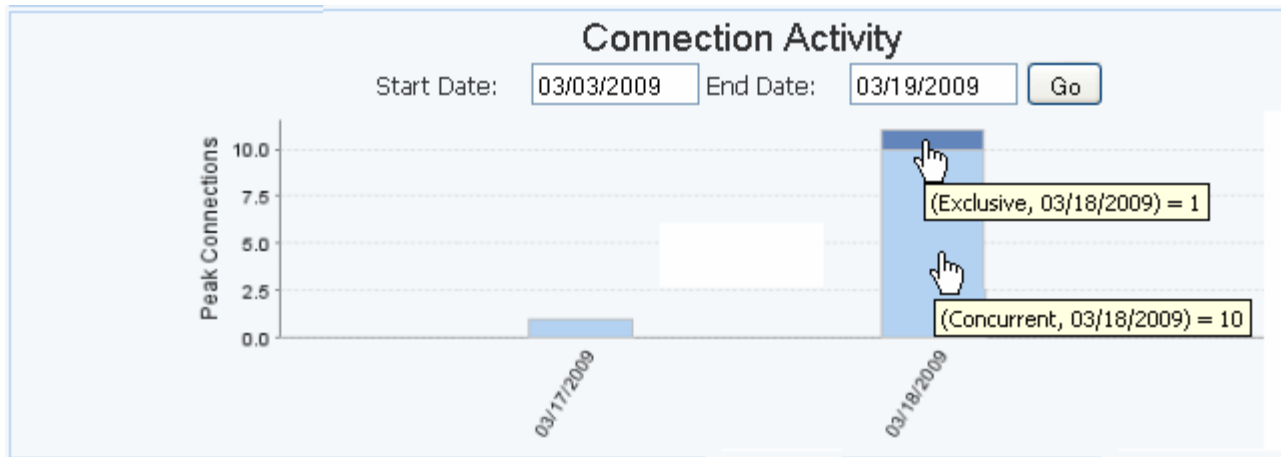 Connection Activity
Start Date: 03/03/2009 End Date: 03/19/2009 Go
Peak Connections
10.0
7.5
5.0
2.5
0.0
(Exclusive, 03/18/2009) = 1
(Concurrent, 03/18/2009) = 10
03/17/2009
03/18/2009